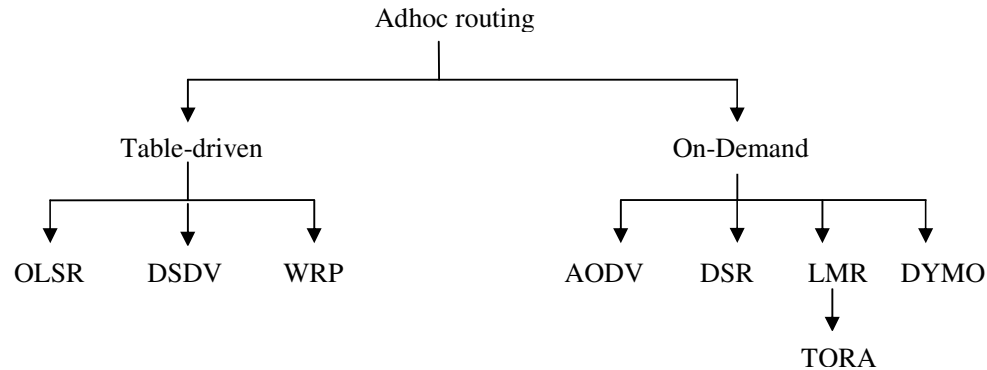 Adhoc routing
Table-driven On-Demand
OLSR DSDV WRP AODV DSR LMR DYMO
TORA